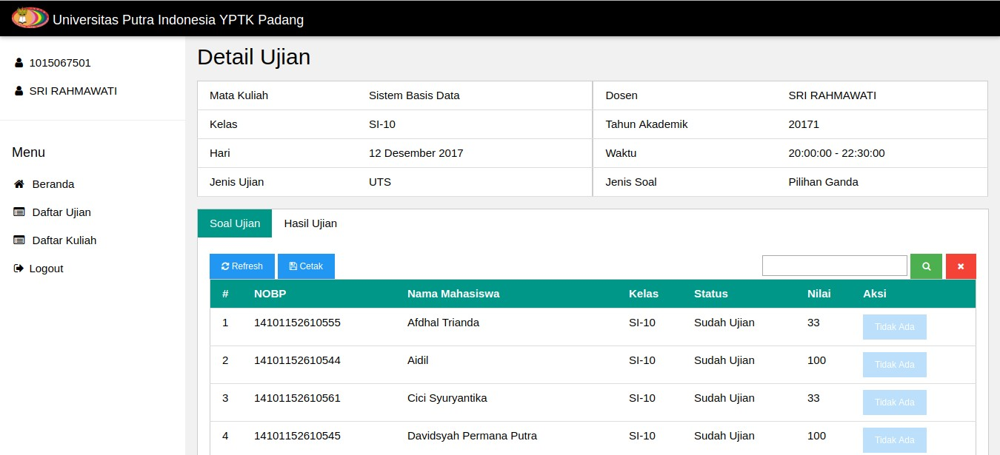 Universitas Putra Indonesia YPTK Padang
1015067501
SRI RAHMAWATI
Menu
Beranda
Daftar Ujian
Daftar Kuliah
Logout
Detail Ujian
Mata Kuliah Sistem Basis Data Dosen SRI RAHMAWATI
Kelas SI-10 Tahun Akademik 20171
Hari 12 Desember 2017 Waktu 20:00:00 - 22:30:00
Jenis Ujian UTS Jenis Soal Pilihan Ganda
Soal Ujian Hasil Ujian
Refresh Cetak
# NOBP Nama Mahasiswa Kelas Status Nilai Aksi
1 14101152610555 Afdhal Trianda SI-10 Sudah Ujian 33 Tidak Ada
2 14101152610544 Aidil SI-10 Sudah Ujian 100 Tidak Ada
3 14101152610561 Cici Syuryantika SI-10 Sudah Ujian 33 Tidak Ada
4 14101152610545 Davidsyah Permana Putra SI-10 Sudah Ujian 100 Tidak Ada